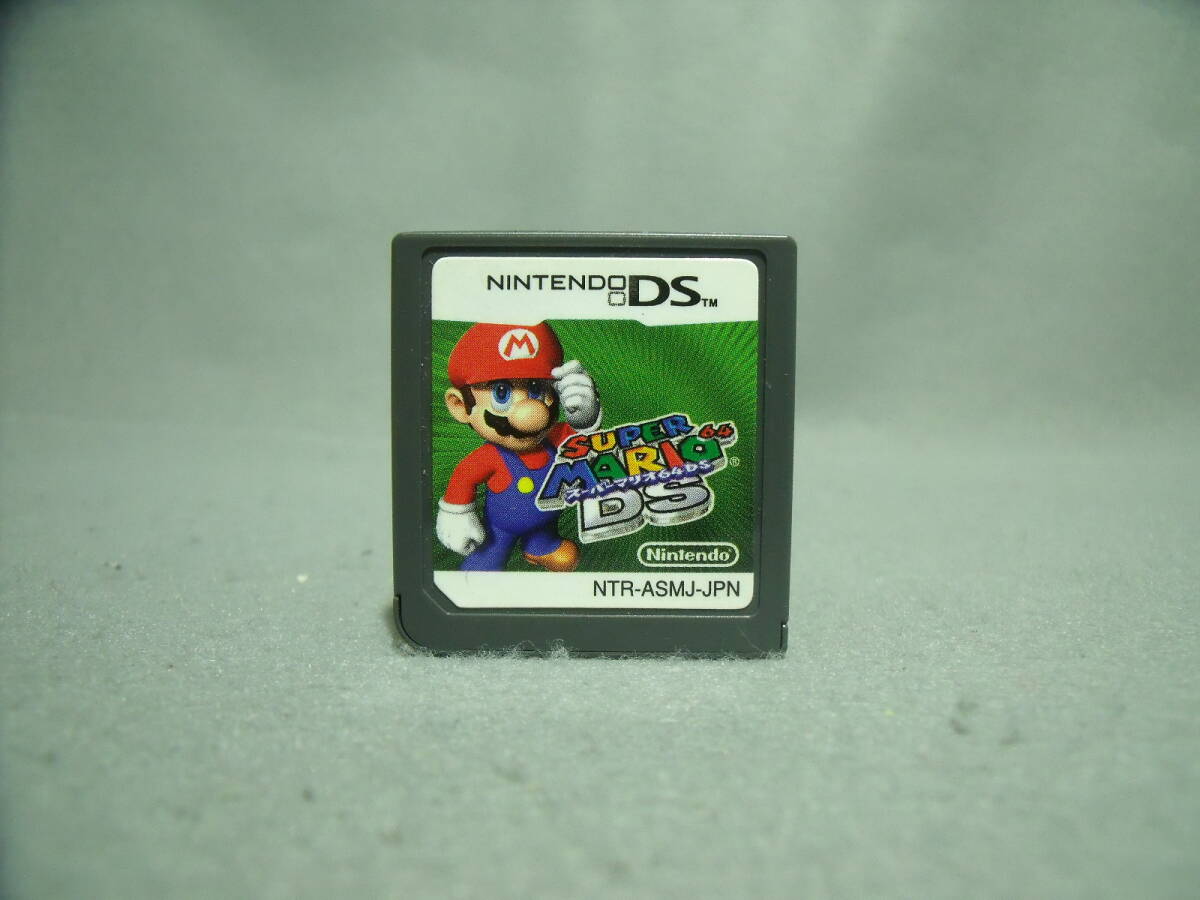 NINTENDO DS™
M
SUPER
MARIO 64
スーパーマリオ64DS
DS®
Nintendo
NTR-ASMJ-JPN